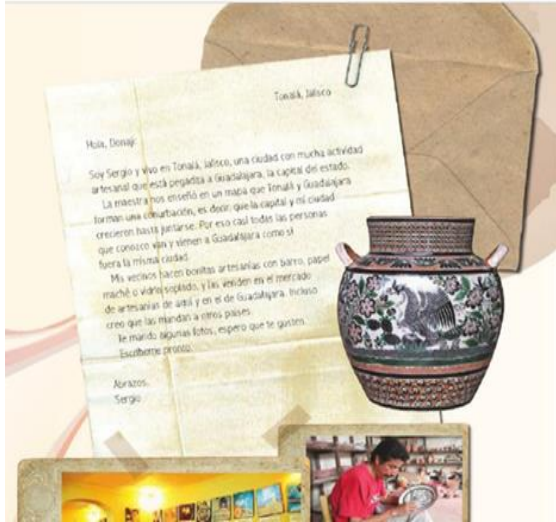 Tonalá, Jalisco
Hola, Donají:
Soy Sergio y vivo en Tonalá, Jalisco, una ciudad con mucha actividad
artesanal que está pegadita a Guadalajara, la capital del estado.
La maestra nos enseñó en un mapa que Tonalá y Guadalajara
forman una conurbación, es decir, que la capital y mi ciudad
crecieron hasta juntarse. Por eso casi todas las personas
que conozco van y vienen a Guadalajara como si
fuera la misma ciudad.
Mis vecinos hacen bonitas artesanías con barro, papel
maché o vidrio soplado, y las venden en el mercado
de artesanías de aquí y en el de Guadalajara. Incluso
creo que las mandan a otros países.
Te mando algunas fotos, espero que te gusten.
Escríbeme pronto.
Abrazos,
Sergio